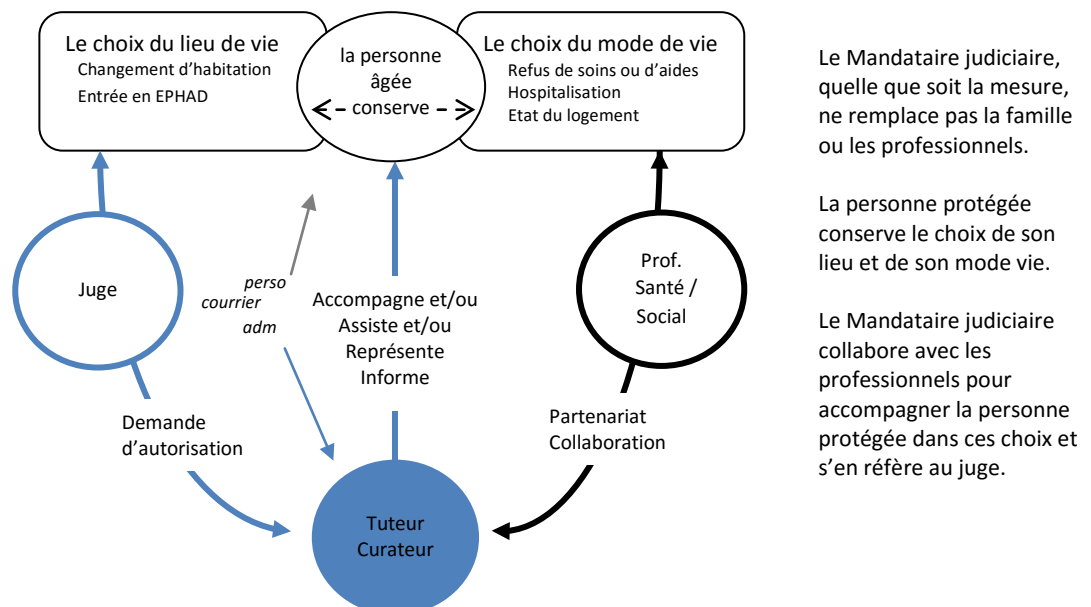 Le choix du lieu de vie
Changement d’habitation
Entrée en EPHAD
la personne
âgée
conserve
Le choix du mode de vie
Refus de soins ou d’aides
Hospitalisation
Etat du logement
Juge
perso
courrier
adm
Accompagne et/ou
Assiste et/ou
Représente
Informe
Prof.
Santé /
Social
Demande
d’autorisation
Partenariat
Collaboration
Tuteur
Curateur
Le Mandataire judiciaire,
quelle que soit la mesure,
ne remplace pas la famille
ou les professionnels.
La personne protégée
conserve le choix de son
lieu et de son mode vie.
Le Mandataire judiciaire
collabore avec les
professionnels pour
accompagner la personne
protégée dans ces choix et
s’en réfère au juge.